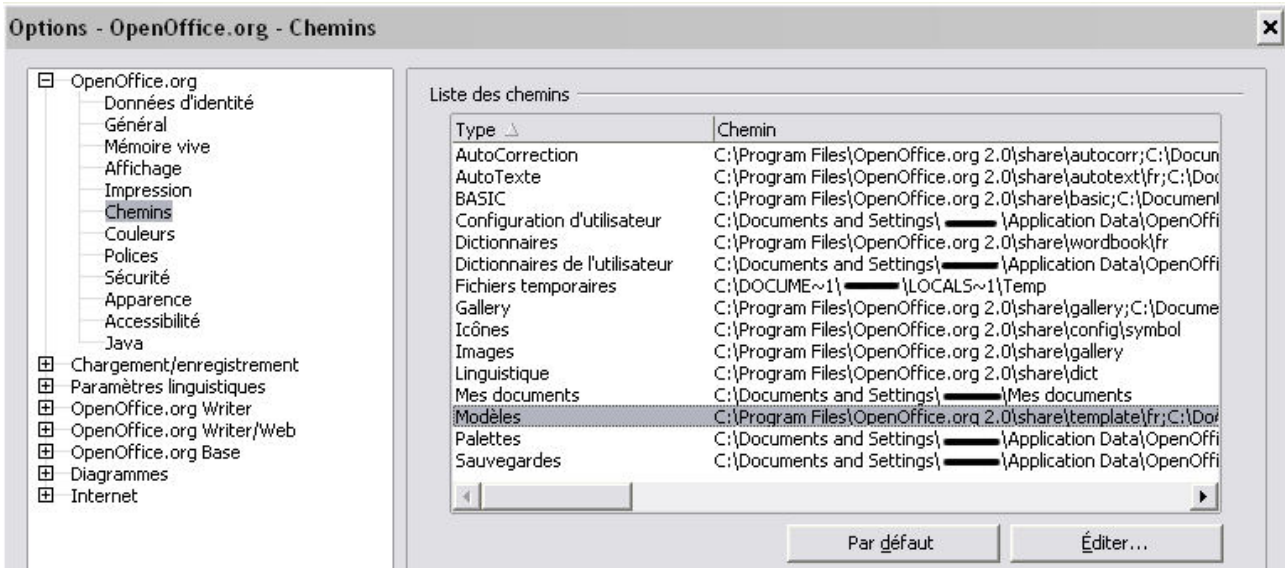 Options - OpenOffice.org - Chemins
OpenOffice.org
Données d'identité
Général
Mémoire vive
Affichage
Impression
Chemins
Couleurs
Polices
Sécurité
Apparence
Accessibilité
Java
Chargement/enregistrement
Paramètres linguistiques
OpenOffice.org Writer
OpenOffice.org Writer/Web
OpenOffice.org Base
Diagrammes
Internet
Liste des chemins
Type Chemin
AutoCorrection C:\Program Files\OpenOffice.org 2.0\share\autocorr;C:\Docum
AutoTexte C:\Program Files\OpenOffice.org 2.0\share\autotext\fr;C:\Doc
BASIC C:\Program Files\OpenOffice.org 2.0\share\basic;C:\Document
Configuration d'utilisateur C:\Documents and Settings\ \Application Data\OpenOffi
Dictionnaires C:\Program Files\OpenOffice.org 2.0\share\wordbook\fr
Dictionnaires de l'utilisateur C:\Documents and Settings\ \Application Data\OpenOffi
Fichiers temporaires C:\DOCUME~1\ \LOCALS~1\Temp
Gallery C:\Program Files\OpenOffice.org 2.0\share\gallery;C:\Docume
Icônes C:\Program Files\OpenOffice.org 2.0\share\config\symbol
Images C:\Program Files\OpenOffice.org 2.0\share\gallery
Linguistique C:\Program Files\OpenOffice.org 2.0\share\dict
Mes documents C:\Documents and Settings\ \Mes documents
Modèles C:\Program Files\OpenOffice.org 2.0\share\template\fr;C:\Do
Palettes C:\Documents and Settings\ \Application Data\OpenOffi
Sauvegardes C:\Documents and Settings\ \Application Data\OpenOffi
Par défaut Éditer...